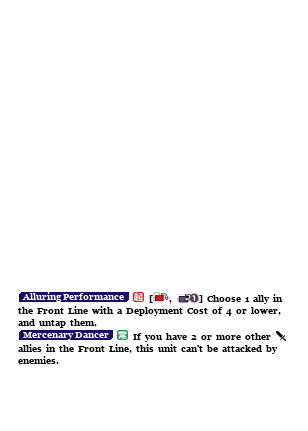 Alluring Performance [ , 1] Choose 1 ally in
the Front Line with a Deployment Cost of 4 or lower,
and untap them.
Mercenary Dancer If you have 2 or more other
allies in the Front Line, this unit can't be attacked by
enemies.